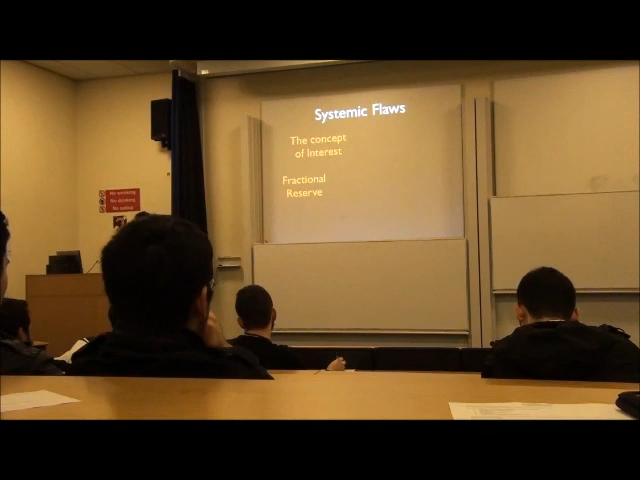 Systemic Flaws
The concept
of Interest
Fractional
Reserve
No smoking
No drinking
No eating